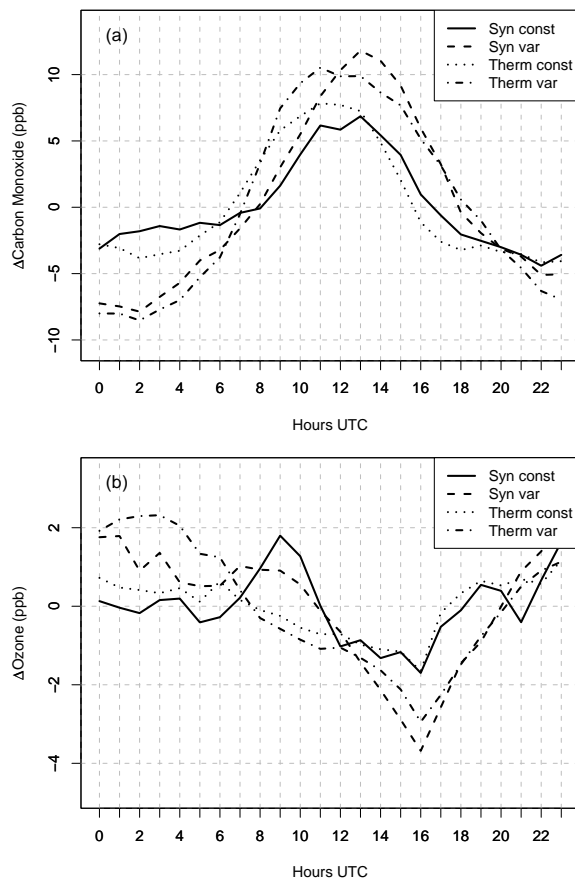 (a)
Syn const
Syn var
Therm const
Therm var
ΔCarbon Monoxide (ppb)
10
5
0
−5
−10
0 2 4 6 8 10 12 14 16 18 20 22
Hours UTC
(b)
Syn const
Syn var
Therm const
Therm var
ΔOzone (ppb)
2
0
−2
−4
0 2 4 6 8 10 12 14 16 18 20 22
Hours UTC